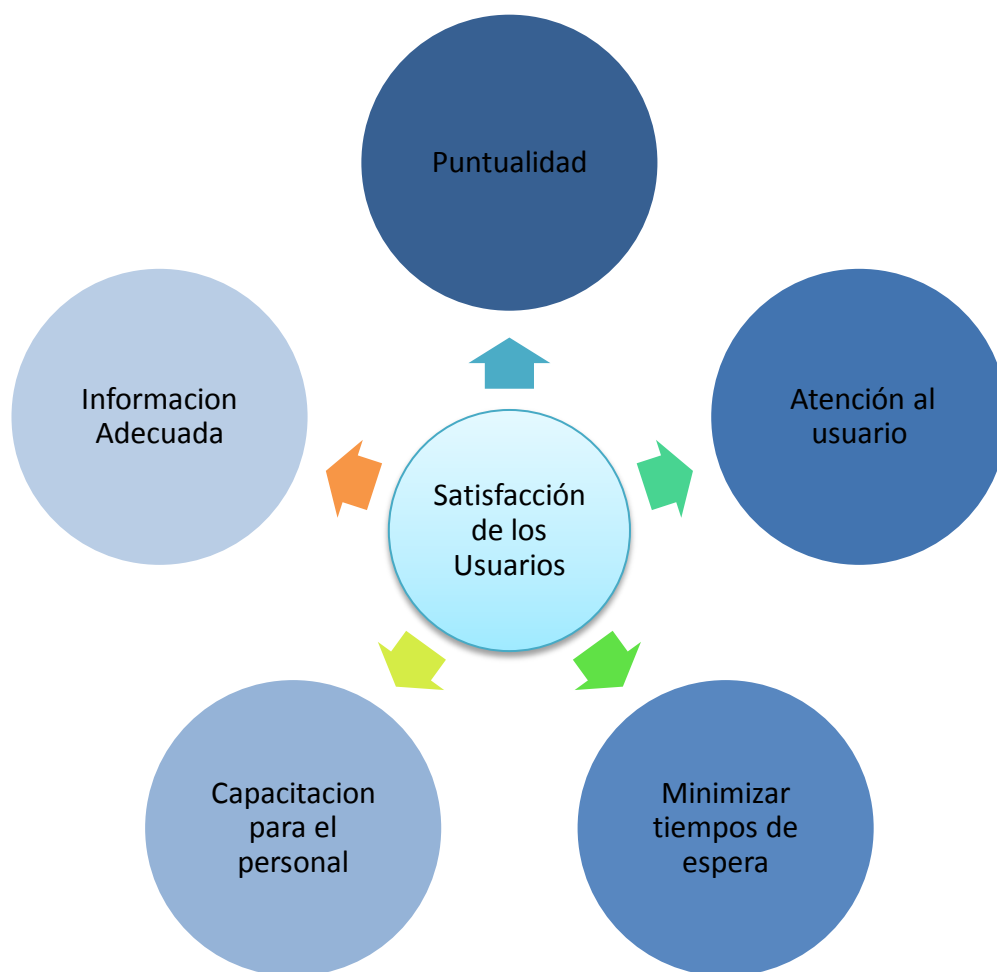 Puntualidad
Atención al
usuario
Minimizar
tiempos de
espera
Capacitacion
para el
personal
Informacion
Adecuada
Satisfacción
de los
Usuarios